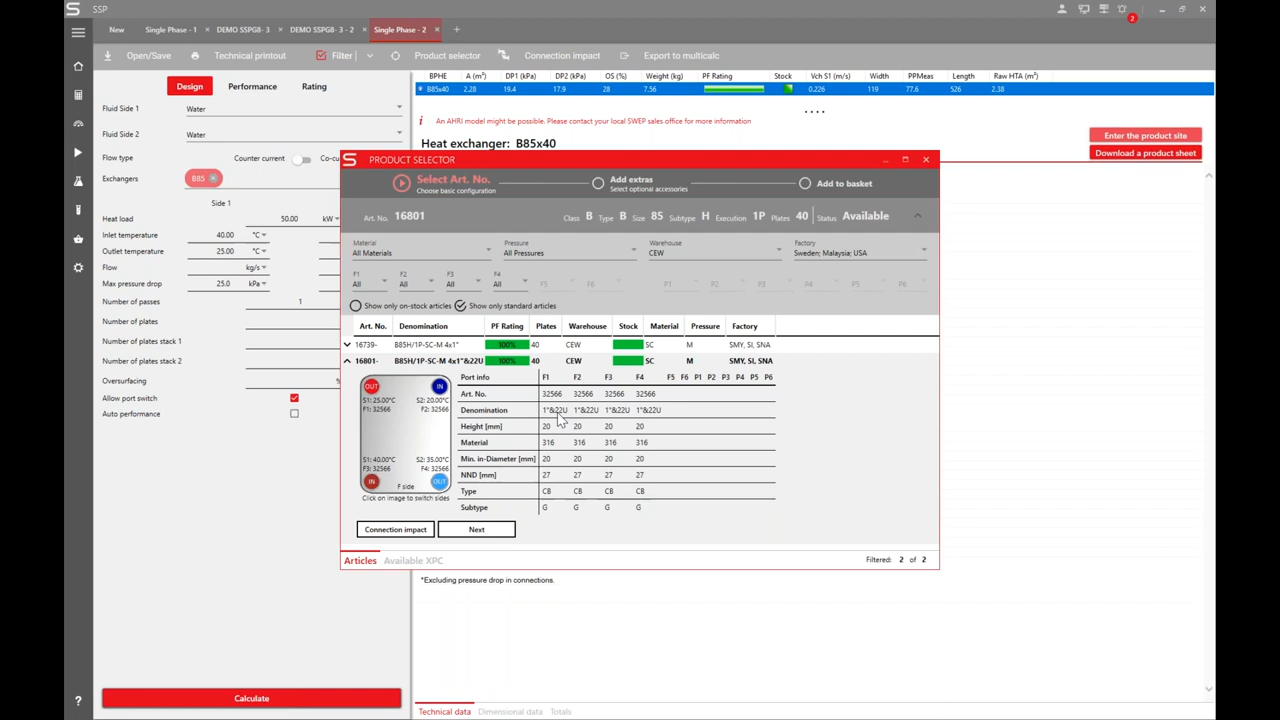 S SSP
2
New Single Phase - 1 × DEMO SSPG8- 3 × DEMO SSPG8- 3 - 2 × Single Phase - 2 × +
Open/Save Technical printout Filter Product selector Connection impact Export to multicalc
Design Performance Rating
Fluid Side 1 Water
Fluid Side 2 Water
Flow type Counter current Co-cu
Exchangers B85
Side 1
Heat load 50.00 kW
Inlet temperature 40.00 °C
Outlet temperature 25.00 °C
Flow kg/s
Max pressure drop 25.0 kPa
Number of passes 1
Number of plates
Number of plates stack 1
Number of plates stack 2
Oversurfacing %
Allow port switch
Auto performance
Calculate
?
BPHE A (m²) DP1 (kPa) DP2 (kPa) OS (%) Weight (kg) PF Rating Stock Vch S1 (m/s) Width PPMeas Length Raw HTA (m²)
B85x40 2.28 19.4 17.9 28 7.56 0.226 119 77.6 526 2.38
i An AHRI model might be possible. Please contact your local SWEP sales office for more information
Heat exchanger: B85x40
Enter the product site
Download a product sheet
S PRODUCT SELECTOR
Select Art. No.
Choose basic configuration
Add extras
Select optional accessories
Add to basket
Art. No. 16801 Class B Type B Size 85 Subtype H Execution 1P Plates 40 Status Available
Material Pressure Warehouse Factory
All Materials All Pressures CEW Sweden; Malaysia; USA
F1 F2 F3 F4
All All All All F5 F6 P1 P2 P3 P4 P5 P6
Show only on-stock articles Show only standard articles
Art. No. Denomination PF Rating Plates Warehouse Stock Material Pressure Factory
16739- B85H/1P-SC-M 4x1" 100% 40 CEW SC M SMY, SI, SNA
16801- B85H/1P-SC-M 4x1"&22U 100% 40 CEW SC M SMY, SI, SNA
OUT IN
S1: 25.00°C S2: 20.00°C
F1: 32566 F2: 32566
S1: 40.00°C S2: 35.00°C
F3: 32566 F4: 32566
IN F side OUT
Click on image to switch sides
Port info F1 F2 F3 F4 F5 F6 P1 P2 P3 P4 P5 P6
Art. No. 32566 32566 32566 32566
Denomination 1"&22U 1"&22U 1"&22U 1"&22U
Height [mm] 20 20 20 20
Material 316 316 316 316
Min. in-Diameter [mm] 20 20 20 20
NND [mm] 27 27 27 27
Type CB CB CB CB
Subtype G G G G
Connection impact Next
Articles Available XPC Filtered: 2 of 2
*Excluding pressure drop in connections.
Technical data Dimensional data Totals